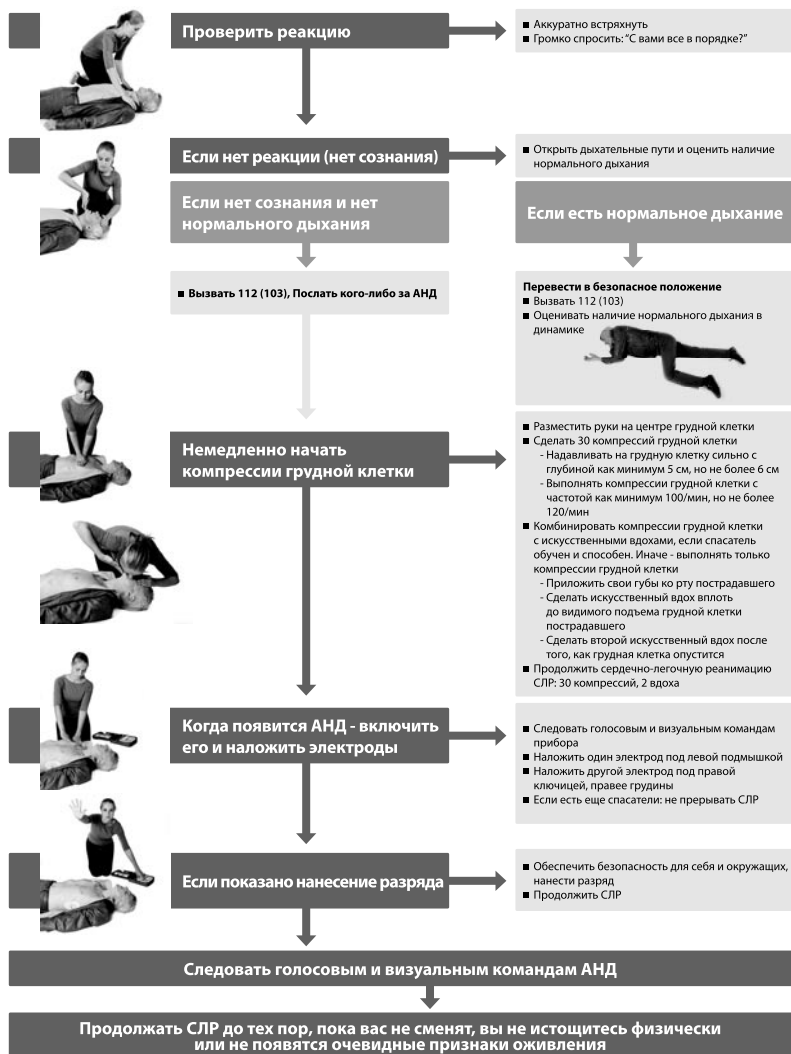 Проверить реакцию
■ Аккуратно встряхнуть
■ Громко спросить: “С вами все в порядке?”
Если нет реакции (нет сознания)
■ Открыть дыхательные пути и оценить наличие
нормального дыхания
Если нет сознания и нет
нормального дыхания
Если есть нормальное дыхание
■ Вызвать 112 (103), Послать кого-либо за АНД
Перевести в безопасное положение
■ Вызвать 112 (103)
■ Оценивать наличие нормального дыхания в
динамике
Немедленно начать
компрессии грудной клетки
■ Разместить руки на центре грудной клетки
■ Сделать 30 компрессий грудной клетки
- Надавливать на грудную клетку сильно с
глубиной как минимум 5 см, но не более 6 см
- Выполнять компрессии грудной клетки с
частотой как минимум 100/мин, но не более
120/мин
■ Комбинировать компрессии грудной клетки
с искусственными вдохами, если спасатель
обучен и способен. Иначе - выполнять только
компрессии грудной клетки
- Приложить свои губы ко рту пострадавшего
- Сделать искусственный вдох вплоть
до видимого подъема грудной клетки
пострадавшего
- Сделать второй искусственный вдох после
того, как грудная клетка опустится
■ Продолжить сердечно-легочную реанимацию
СЛР: 30 компрессий, 2 вдоха
Когда появится АНД - включить
его и наложить электроды
■ Следовать голосовым и визуальным командам
прибора
■ Наложить один электрод под левой подмышкой
■ Наложить другой электрод под правой
ключицей, правее грудины
■ Если есть еще спасатели: не прерывать СЛР
Если показано нанесение разряда
■ Обеспечить безопасность для себя и окружащих,
нанести разряд
■ Продолжить СЛР
Следовать голосовым и визуальным командам АНД
Продолжать СЛР до тех пор, пока вас не сменят, вы не истощитесь физически
или не появятся очевидные признаки оживления